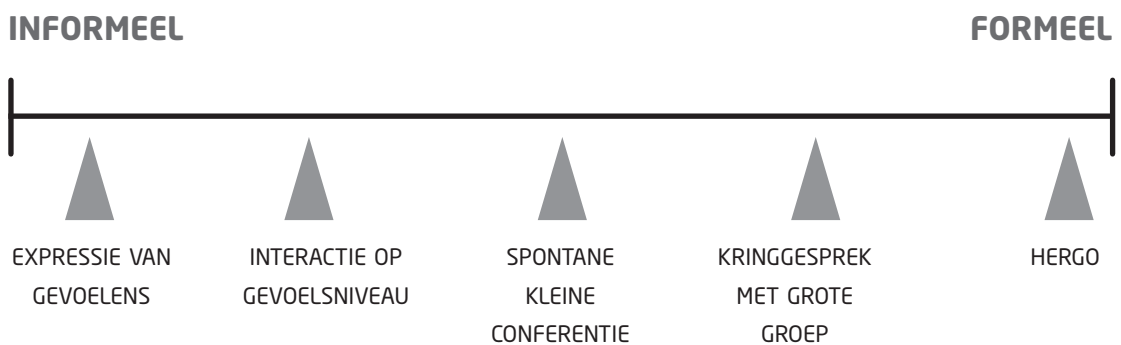 INFORMEEL
FORMEEL
EXPRESSIE VAN
GEVOELENS
INTERACTIE OP
GEVOELSNIVEAU
SPONTANE
KLEINE
CONFERENTIE
KRINGGESPREK
MET GROTE
GROEP
HERGO